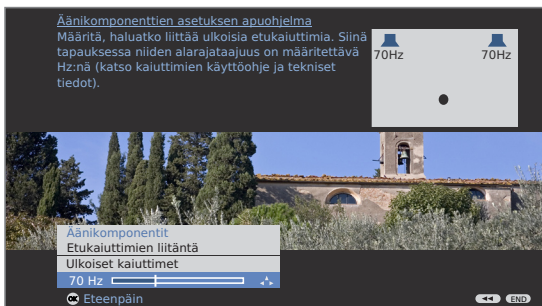 Äänikomponenttien asetuksen apuohjelma
Määritä, haluatko liittää ulkoisia etukaiuttimia. Siinä
tapauksessa niiden alarajataajuus on määritettävä
Hz:nä (katso kaiuttimien käyttöohje ja tekniset
tiedot).
70Hz 70Hz
Äänikomponentit
Etukaiuttimien liitäntä
Ulkoiset kaiuttimet
70 Hz
OK Eteenpäin
END